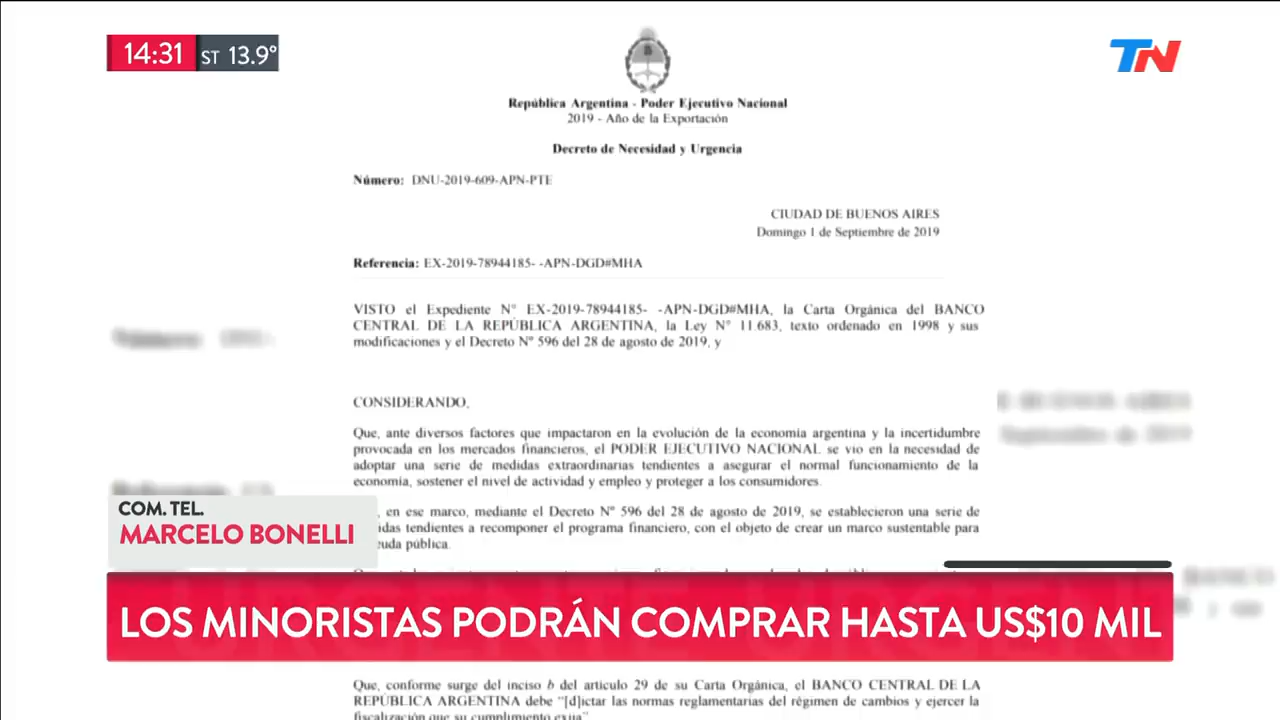 14:31 ST 13.9°
TN
República Argentina - Poder Ejecutivo Nacional
2019 - Año de la Exportación
Decreto de Necesidad y Urgencia
Número: DNU-2019-609-APN-PTE
CIUDAD DE BUENOS AIRES
Domingo 1 de Septiembre de 2019
Referencia: EX-2019-78944185- -APN-DGD#MHA
VISTO el Expediente N° EX-2019-78944185- -APN-DGD#MHA, la Carta Orgánica del BANCO
CENTRAL DE LA REPÚBLICA ARGENTINA, la Ley N° 11.683, texto ordenado en 1998 y sus
modificaciones y el Decreto N° 596 del 28 de agosto de 2019, y
CONSIDERANDO,
Que, ante diversos factores que impactaron en la evolución de la economía argentina y la incertidumbre
provocada en los mercados financieros, el PODER EJECUTIVO NACIONAL se vio en la necesidad de
adoptar una serie de medidas extraordinarias tendientes a asegurar el normal funcionamiento de la
economía, sostener el nivel de actividad y empleo y proteger a los consumidores.
en ese marco, mediante el Decreto N° 596 del 28 de agosto de 2019, se establecieron una serie de
idas tendientes a recomponer el programa financiero, con el objeto de crear un marco sustentable para
euda pública.
COM. TEL.
MARCELO BONELLI
LOS MINORISTAS PODRÁN COMPRAR HASTA US$10 MIL
Que, conforme surge del inciso b del artículo 29 de su Carta Orgánica, el BANCO CENTRAL DE LA
REPÚBLICA ARGENTINA debe “[d]ictar las normas reglamentarias del régimen de cambios y ejercer la
fiscalización que su cumplimiento exija”